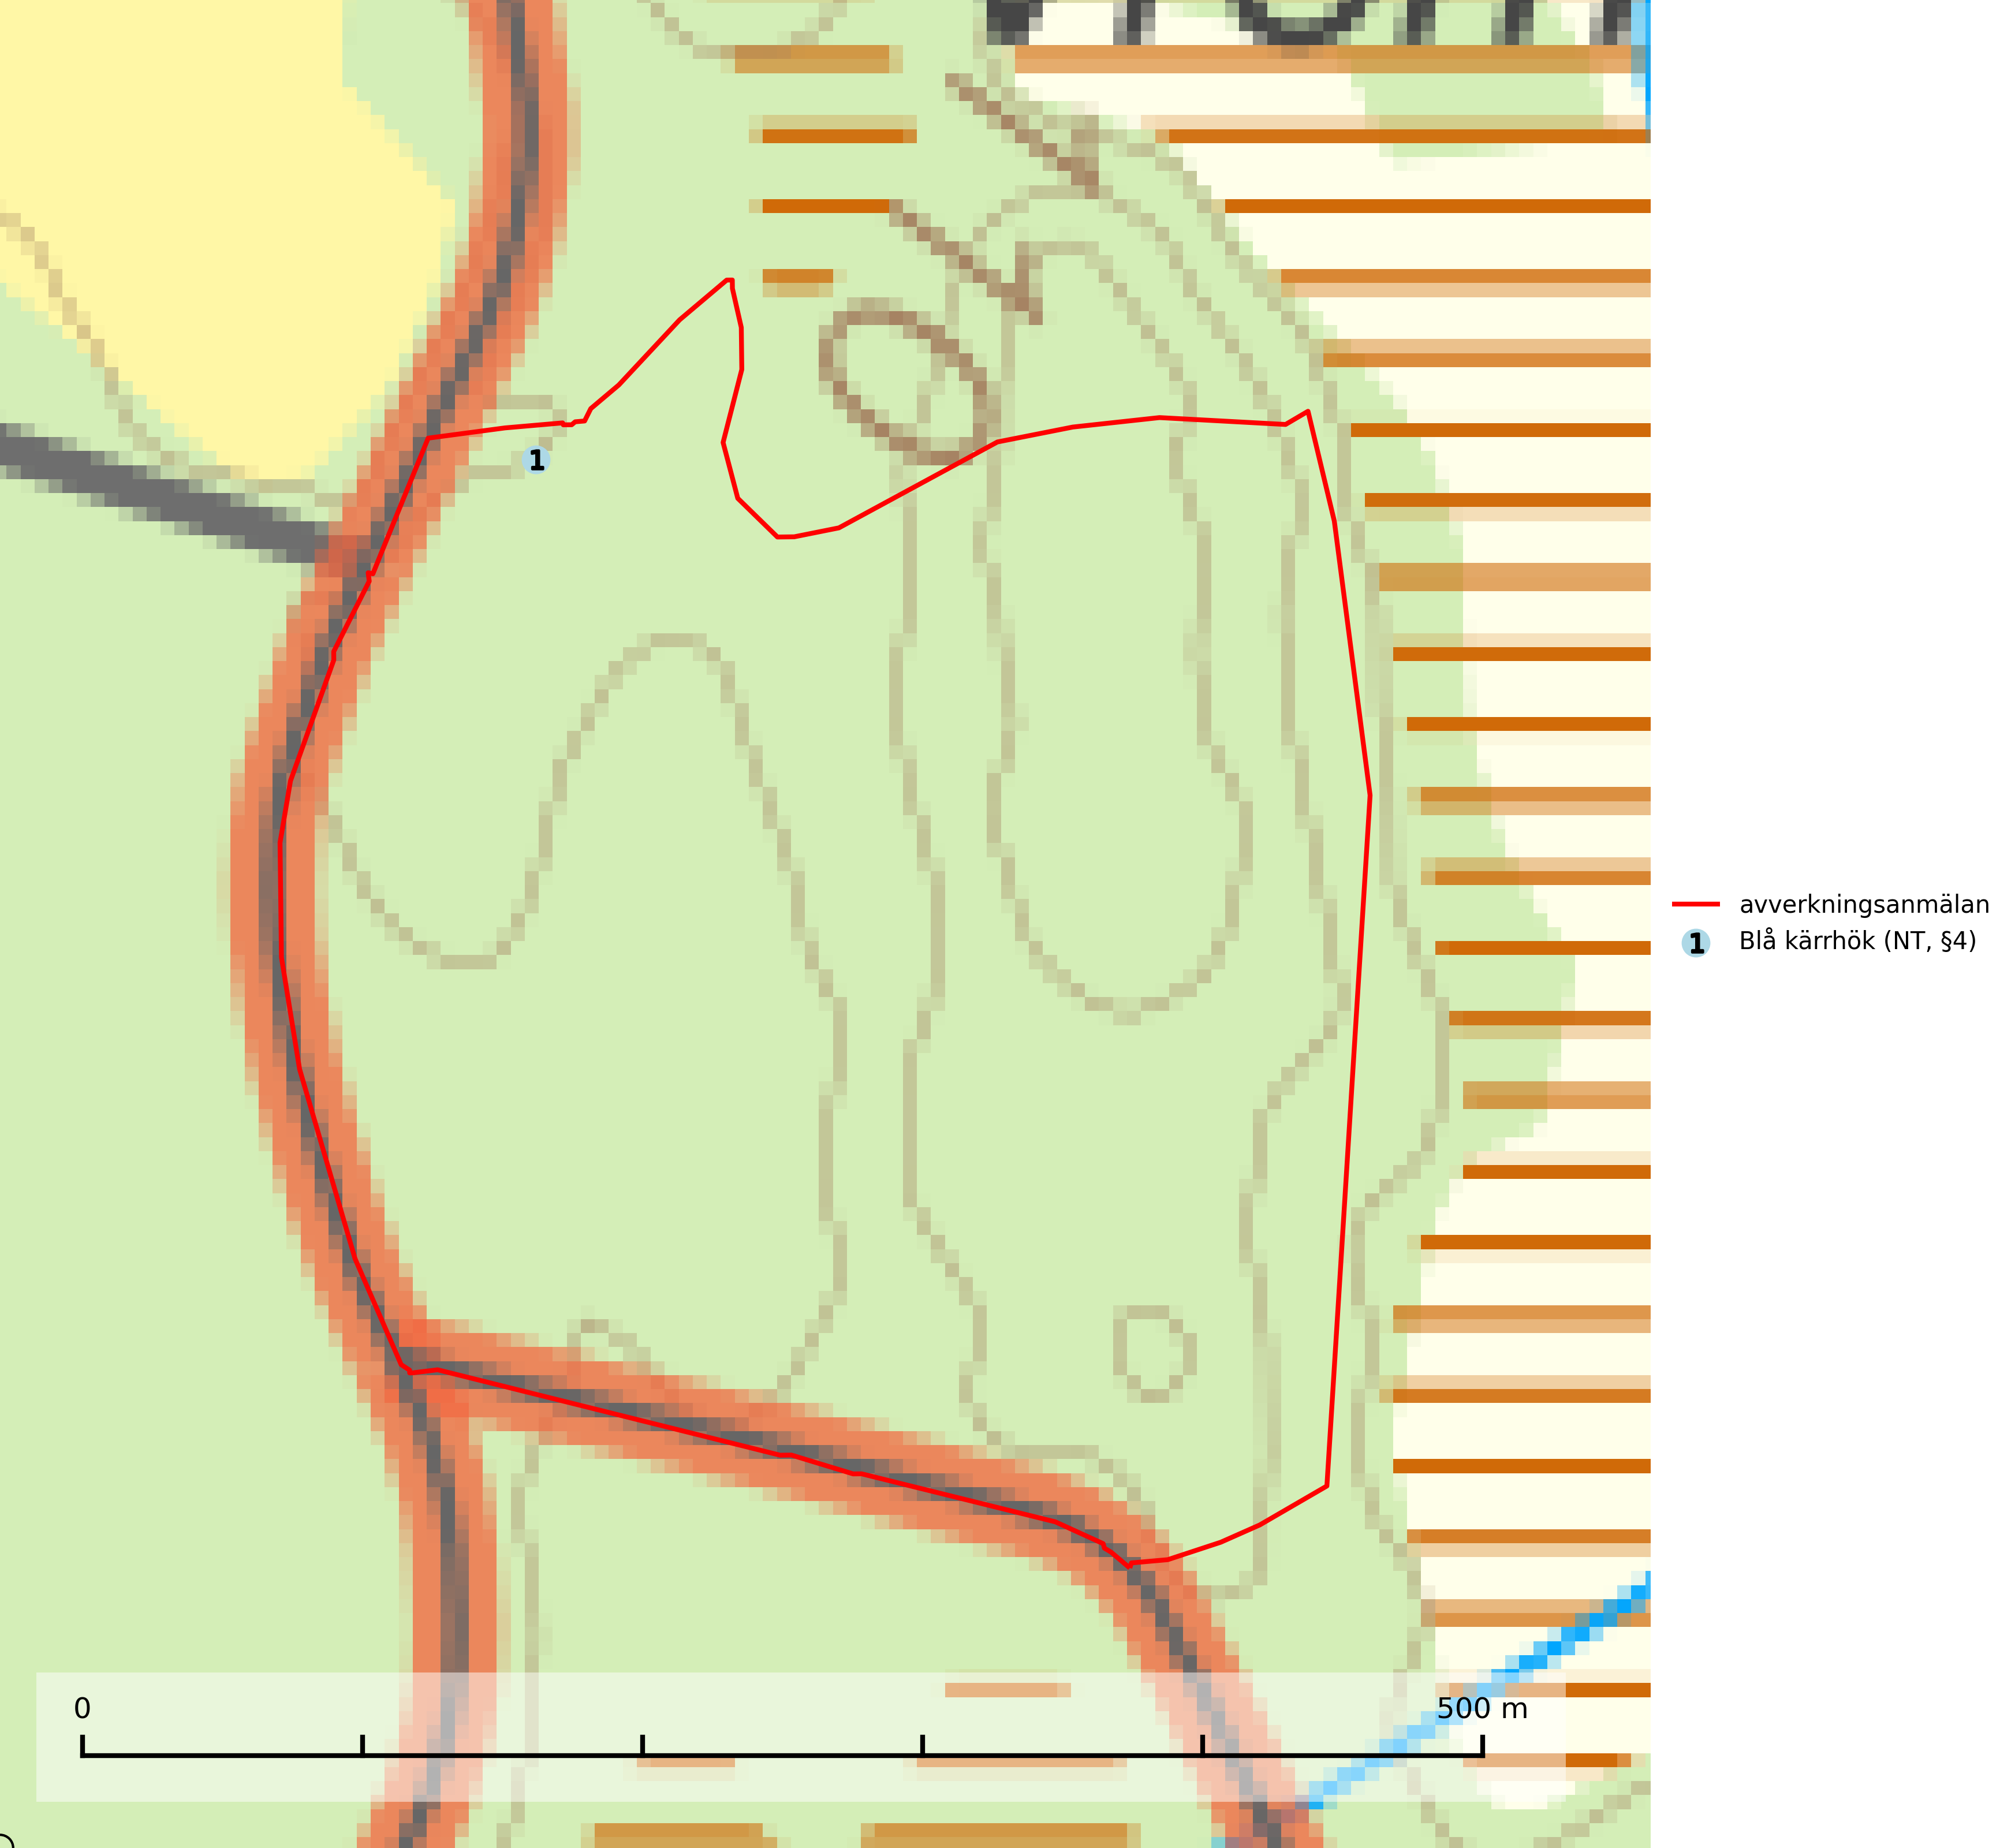 1
avverkningsanmälan
1 Blå kärrhök (NT, §4)
0 500 m